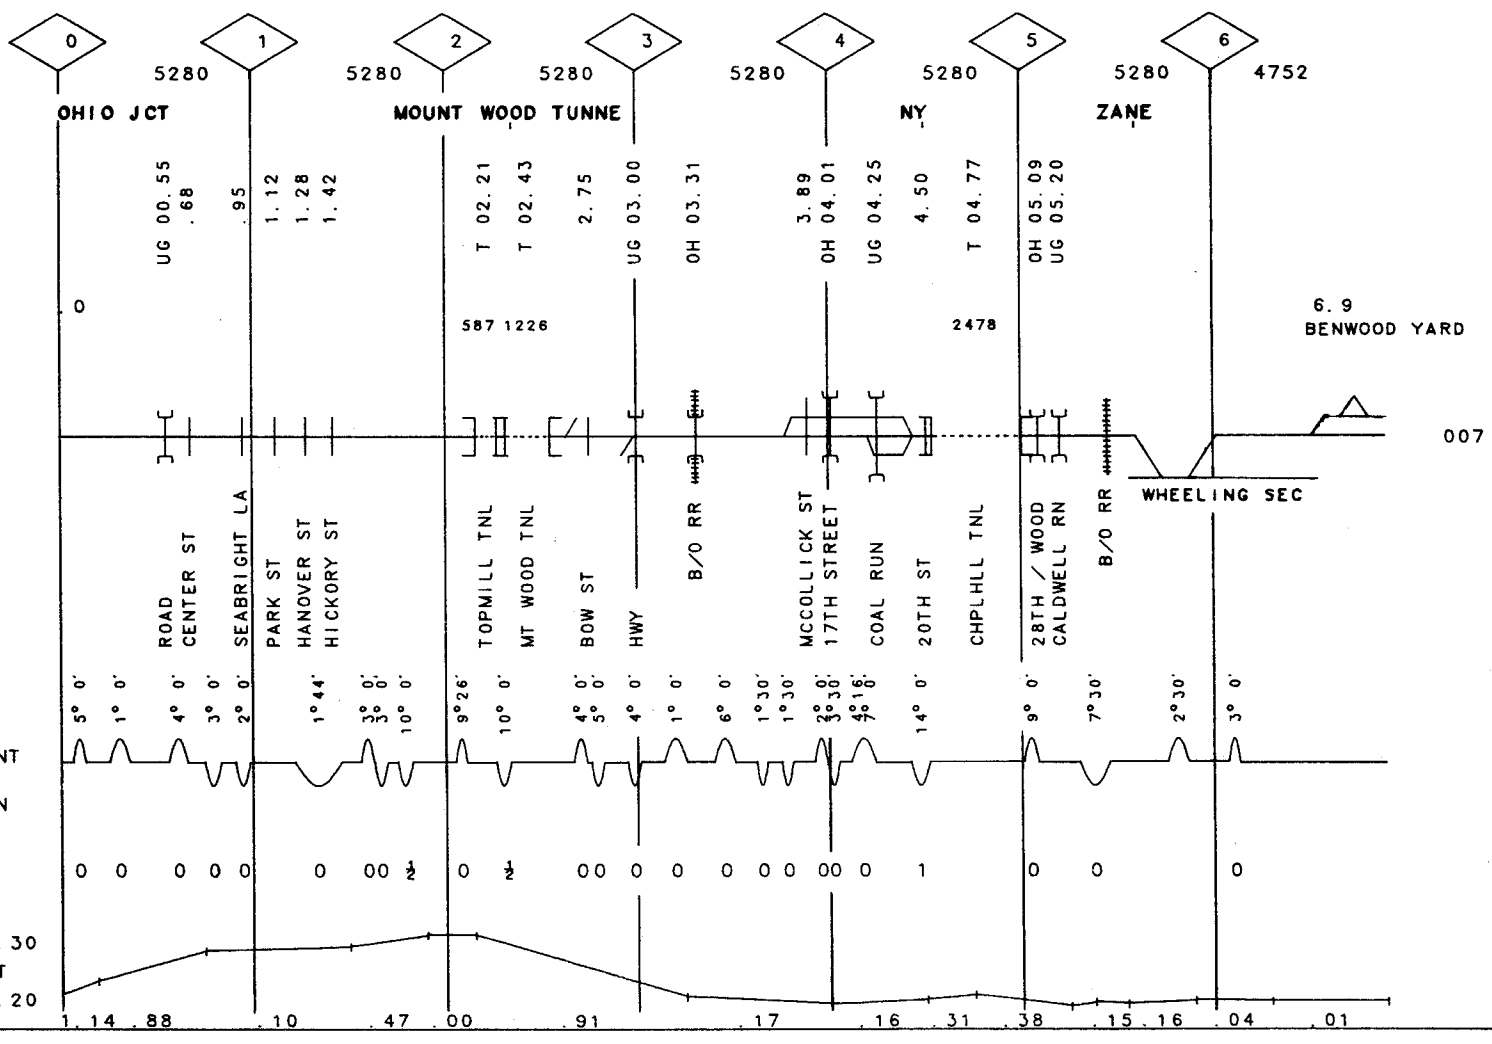 0 1 2 3 4 5 6
5280 5280 5280 5280 5280 5280 4752
OHIO JCT MOUNT WOOD TUNNE NY ZANE
UG 00.55
.68
.95
1.12
1.28
1.42
T 02.21
T 02.43
2.75
UG 03.00
OH 03.31
3.89
OH 04.01
UG 04.25
4.50
T 04.77
OH 05.09
UG 05.20
0
6.9
587 1226 2478
BENWOOD YARD
007
WHEELING SEC
ROAD
CENTER ST
SEABRIGHT LA
PARK ST
HANOVER ST
HICKORY ST
TOPMILL TNL
MT WOOD TNL
BOW ST
HWY
B/O RR
MCCOLLICK ST
17TH STREET
COAL RUN
20TH ST
CHPLHLL TNL
28TH / WOOD
CALDWELL RN
B/O RR
5° 0'
1° 0'
4° 0'
3° 0'
2° 0'
1°44'
3° 0'
3° 0'
10° 0'
9°26'
10° 0'
4° 0'
5° 0'
4° 0'
1° 0'
6° 0'
1°30'
1°30'
2° 0'
3°30'
4°16'
7° 0'
14° 0'
9° 0'
7°30'
2°30'
3° 0'
NT
N
0 0 0 0 0 0 00 ½ 0 ½ 00 0 0 0 0 0 00 0 1 0 0 0
30
T
20
1.14 .88 .10 .47 .00 .91 .17 .16 .31 .38 .15 .16 .04 .01